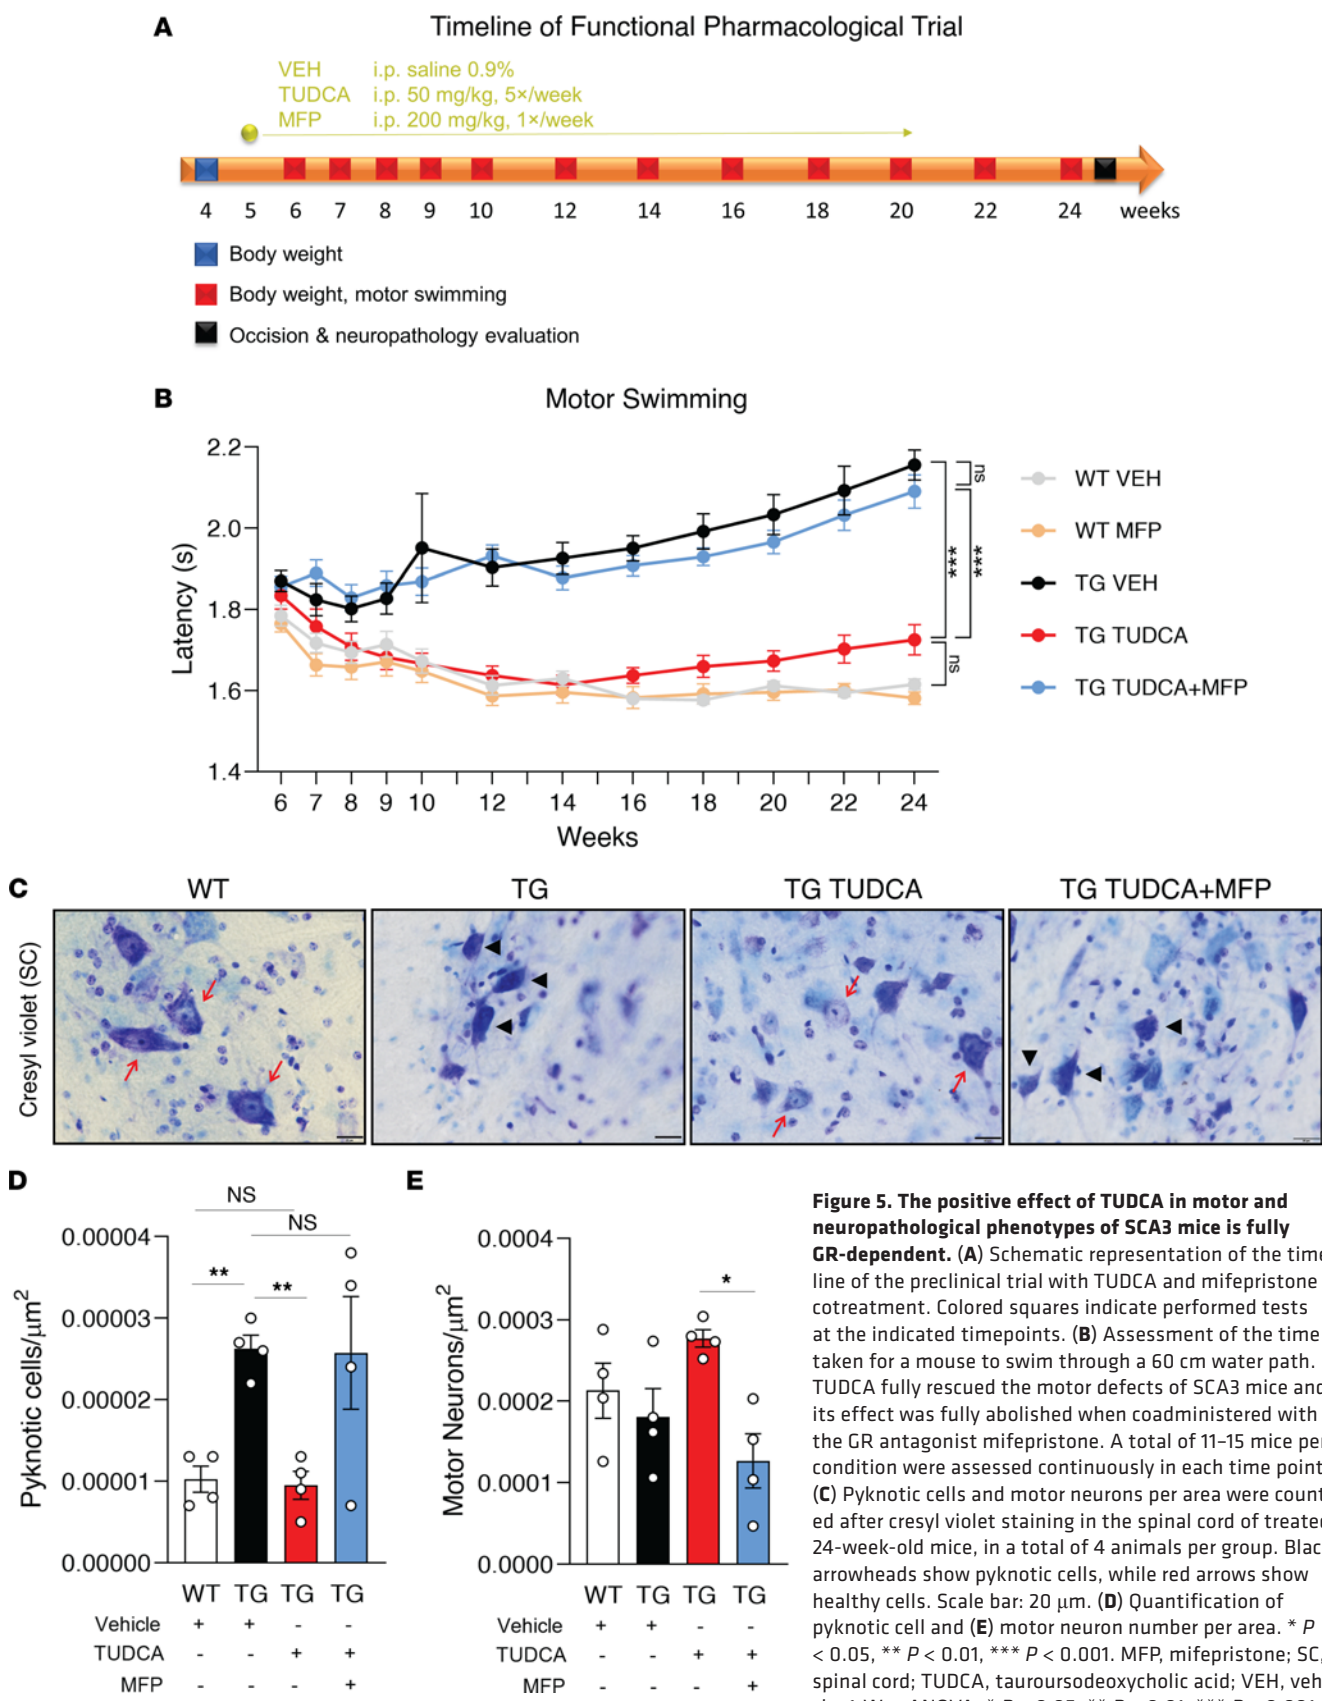 A
Timeline of Functional Pharmacological Trial
VEH i.p. saline 0.9%
TUDCA i.p. 50 mg/kg, 5×/week
MFP i.p. 200 mg/kg, 1×/week
4 5 6 7 8 9 10 12 14 16 18 20 22 24 weeks
Body weight
Body weight, motor swimming
Occision & neuropathology evaluation
B
Motor Swimming
Latency (s)
2.2
2.0
1.8
1.6
1.4
6 7 8 9 10 12 14 16 18 20 22 24
Weeks
ns
***
***
ns
WT VEH
WT MFP
TG VEH
TG TUDCA
TG TUDCA+MFP
C
WT TG TG TUDCA TG TUDCA+MFP
Cresyl violet (SC)
D
Pyknotic cells/μm²
0.00004
0.00003
0.00002
0.00001
0.00000
NS
NS
**
**
WT TG TG TG
Vehicle + + - -
TUDCA - - + +
MFP - - - +
E
Motor Neurons/μm²
0.0004
0.0003
0.0002
0.0001
0.0000
*
WT TG TG TG
Vehicle + + - -
TUDCA - - + +
MFP - - - +
Figure 5. The positive effect of TUDCA in motor and
neuropathological phenotypes of SCA3 mice is fully
GR-dependent. (A) Schematic representation of the time
line of the preclinical trial with TUDCA and mifepristone
cotreatment. Colored squares indicate performed tests
at the indicated timepoints. (B) Assessment of the time
taken for a mouse to swim through a 60 cm water path.
TUDCA fully rescued the motor defects of SCA3 mice and
its effect was fully abolished when coadministered with
the GR antagonist mifepristone. A total of 11–15 mice per
condition were assessed continuously in each time point
(C) Pyknotic cells and motor neurons per area were count
ed after cresyl violet staining in the spinal cord of treated
24-week-old mice, in a total of 4 animals per group. Blac
arrowheads show pyknotic cells, while red arrows show
healthy cells. Scale bar: 20 μm. (D) Quantification of
pyknotic cell and (E) motor neuron number per area. * P
< 0.05, ** P < 0.01, *** P < 0.001. MFP, mifepristone; SC,
spinal cord; TUDCA, tauroursodeoxycholic acid; VEH, veh